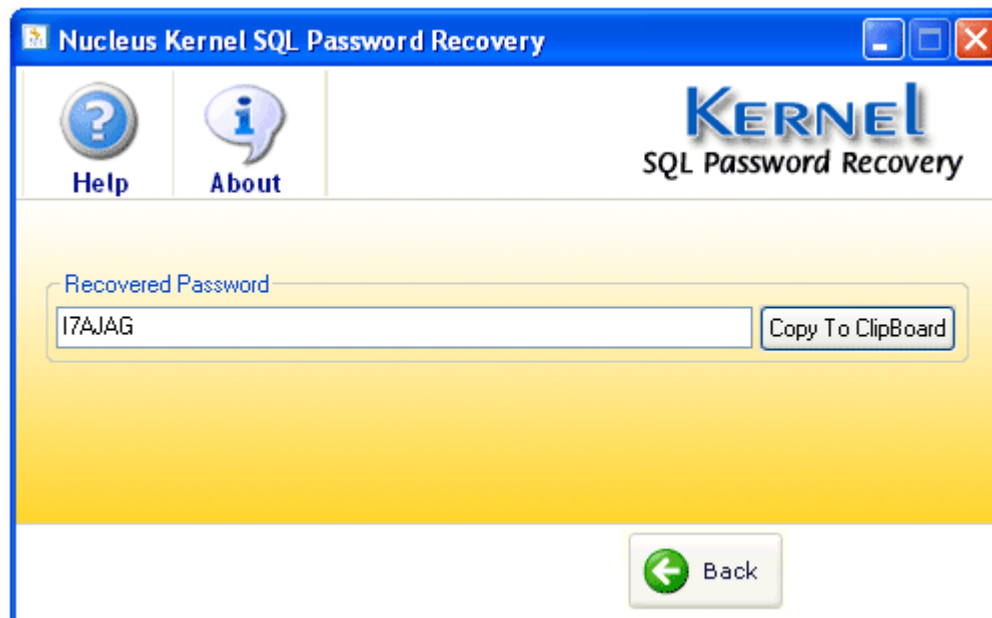 Nucleus Kernel SQL Password Recovery
Help
About
KERNEl
SQL Password Recovery
Recovered Password
I7AJAG
Copy To ClipBoard
Back